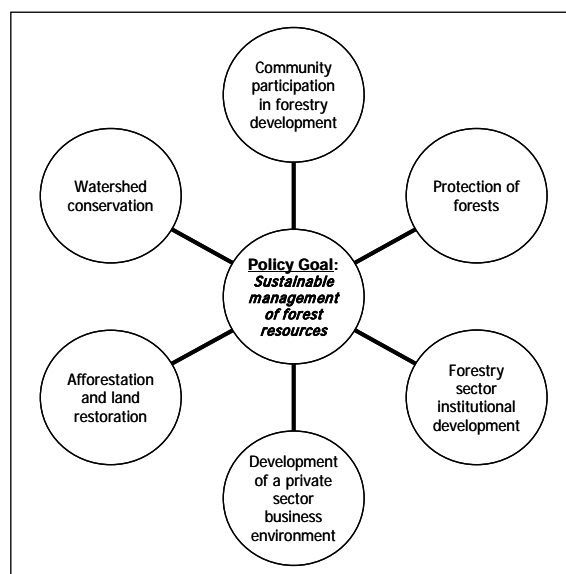 Community
participation
in forestry
development
Watershed
conservation
Protection of
forests
Policy Goal:
Sustainable
management
of forest
resources
Afforestation
and land
restoration
Forestry
sector
institutional
development
Development
of a private
sector
business
environment